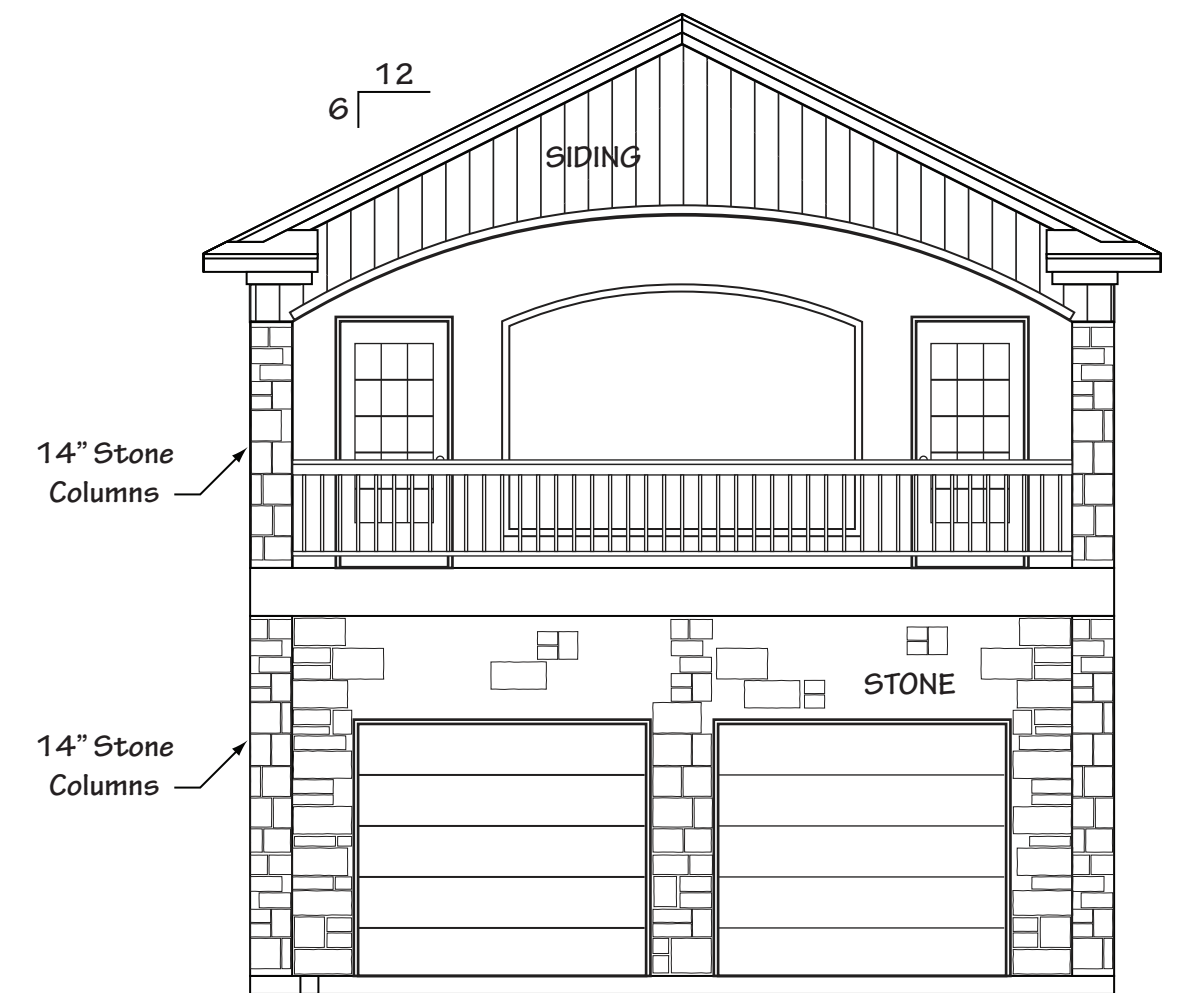 12
6
SIDING
14” Stone
Columns
STONE
14” Stone
Columns